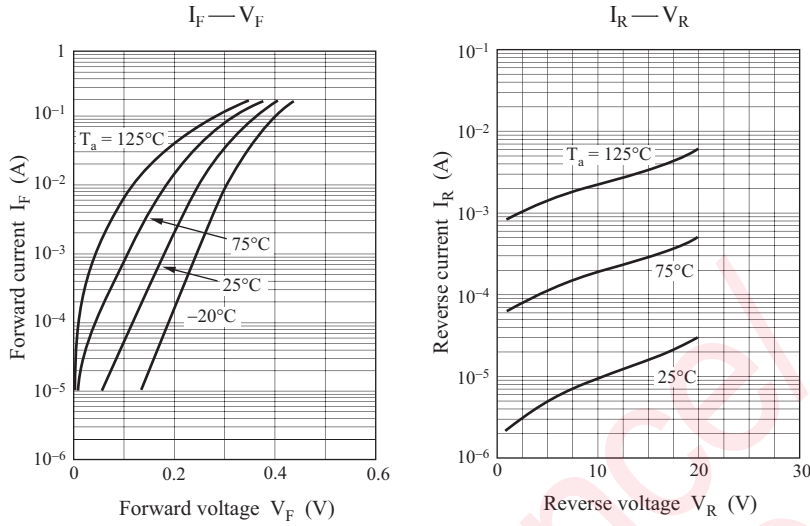 I_F — V_F
1
10⁻¹
10⁻²
10⁻³
10⁻⁴
10⁻⁵
10⁻⁶
0
0.2
0.4
0.6
Forward current I_F (A)
Forward voltage V_F (V)
T_a = 125°C
75°C
25°C
−20°C
I_R — V_R
10⁻¹
10⁻²
10⁻³
10⁻⁴
10⁻⁵
10⁻⁶
0
10
20
30
Reverse current I_R (A)
Reverse voltage V_R (V)
T_a = 125°C
75°C
25°C